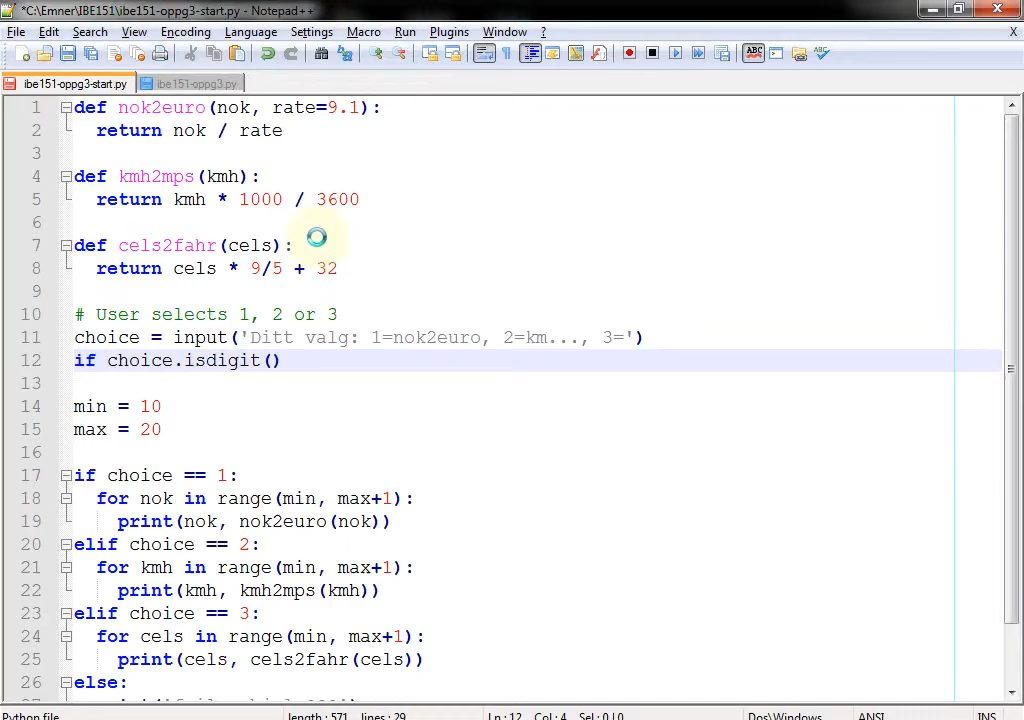 *C:\Emner\IBE151\ibe151-oppg3-start.py - Notepad++
File Edit Search View Encoding Language Settings Macro Run Plugins Window ? X
ibe151-oppg3-start.py ibe151-oppg3.py
1 def nok2euro(nok, rate=9.1):
2 return nok / rate
3
4 def kmh2mps(kmh):
5 return kmh * 1000 / 3600
6
7 def cels2fahr(cels):
8 return cels * 9/5 + 32
9
10 # User selects 1, 2 or 3
11 choice = input('Ditt valg: 1=nok2euro, 2=km..., 3=')
12 if choice.isdigit()
13
14 min = 10
15 max = 20
16
17 if choice == 1:
18 for nok in range(min, max+1):
19 print(nok, nok2euro(nok))
20 elif choice == 2:
21 for kmh in range(min, max+1):
22 print(kmh, kmh2mps(kmh))
23 elif choice == 3:
24 for cels in range(min, max+1):
25 print(cels, cels2fahr(cels))
26 else:
Python file length : 571 lines : 29 Ln : 12 Col : 4 Sel : 0 | 0 Dos\Windows ANSI INS